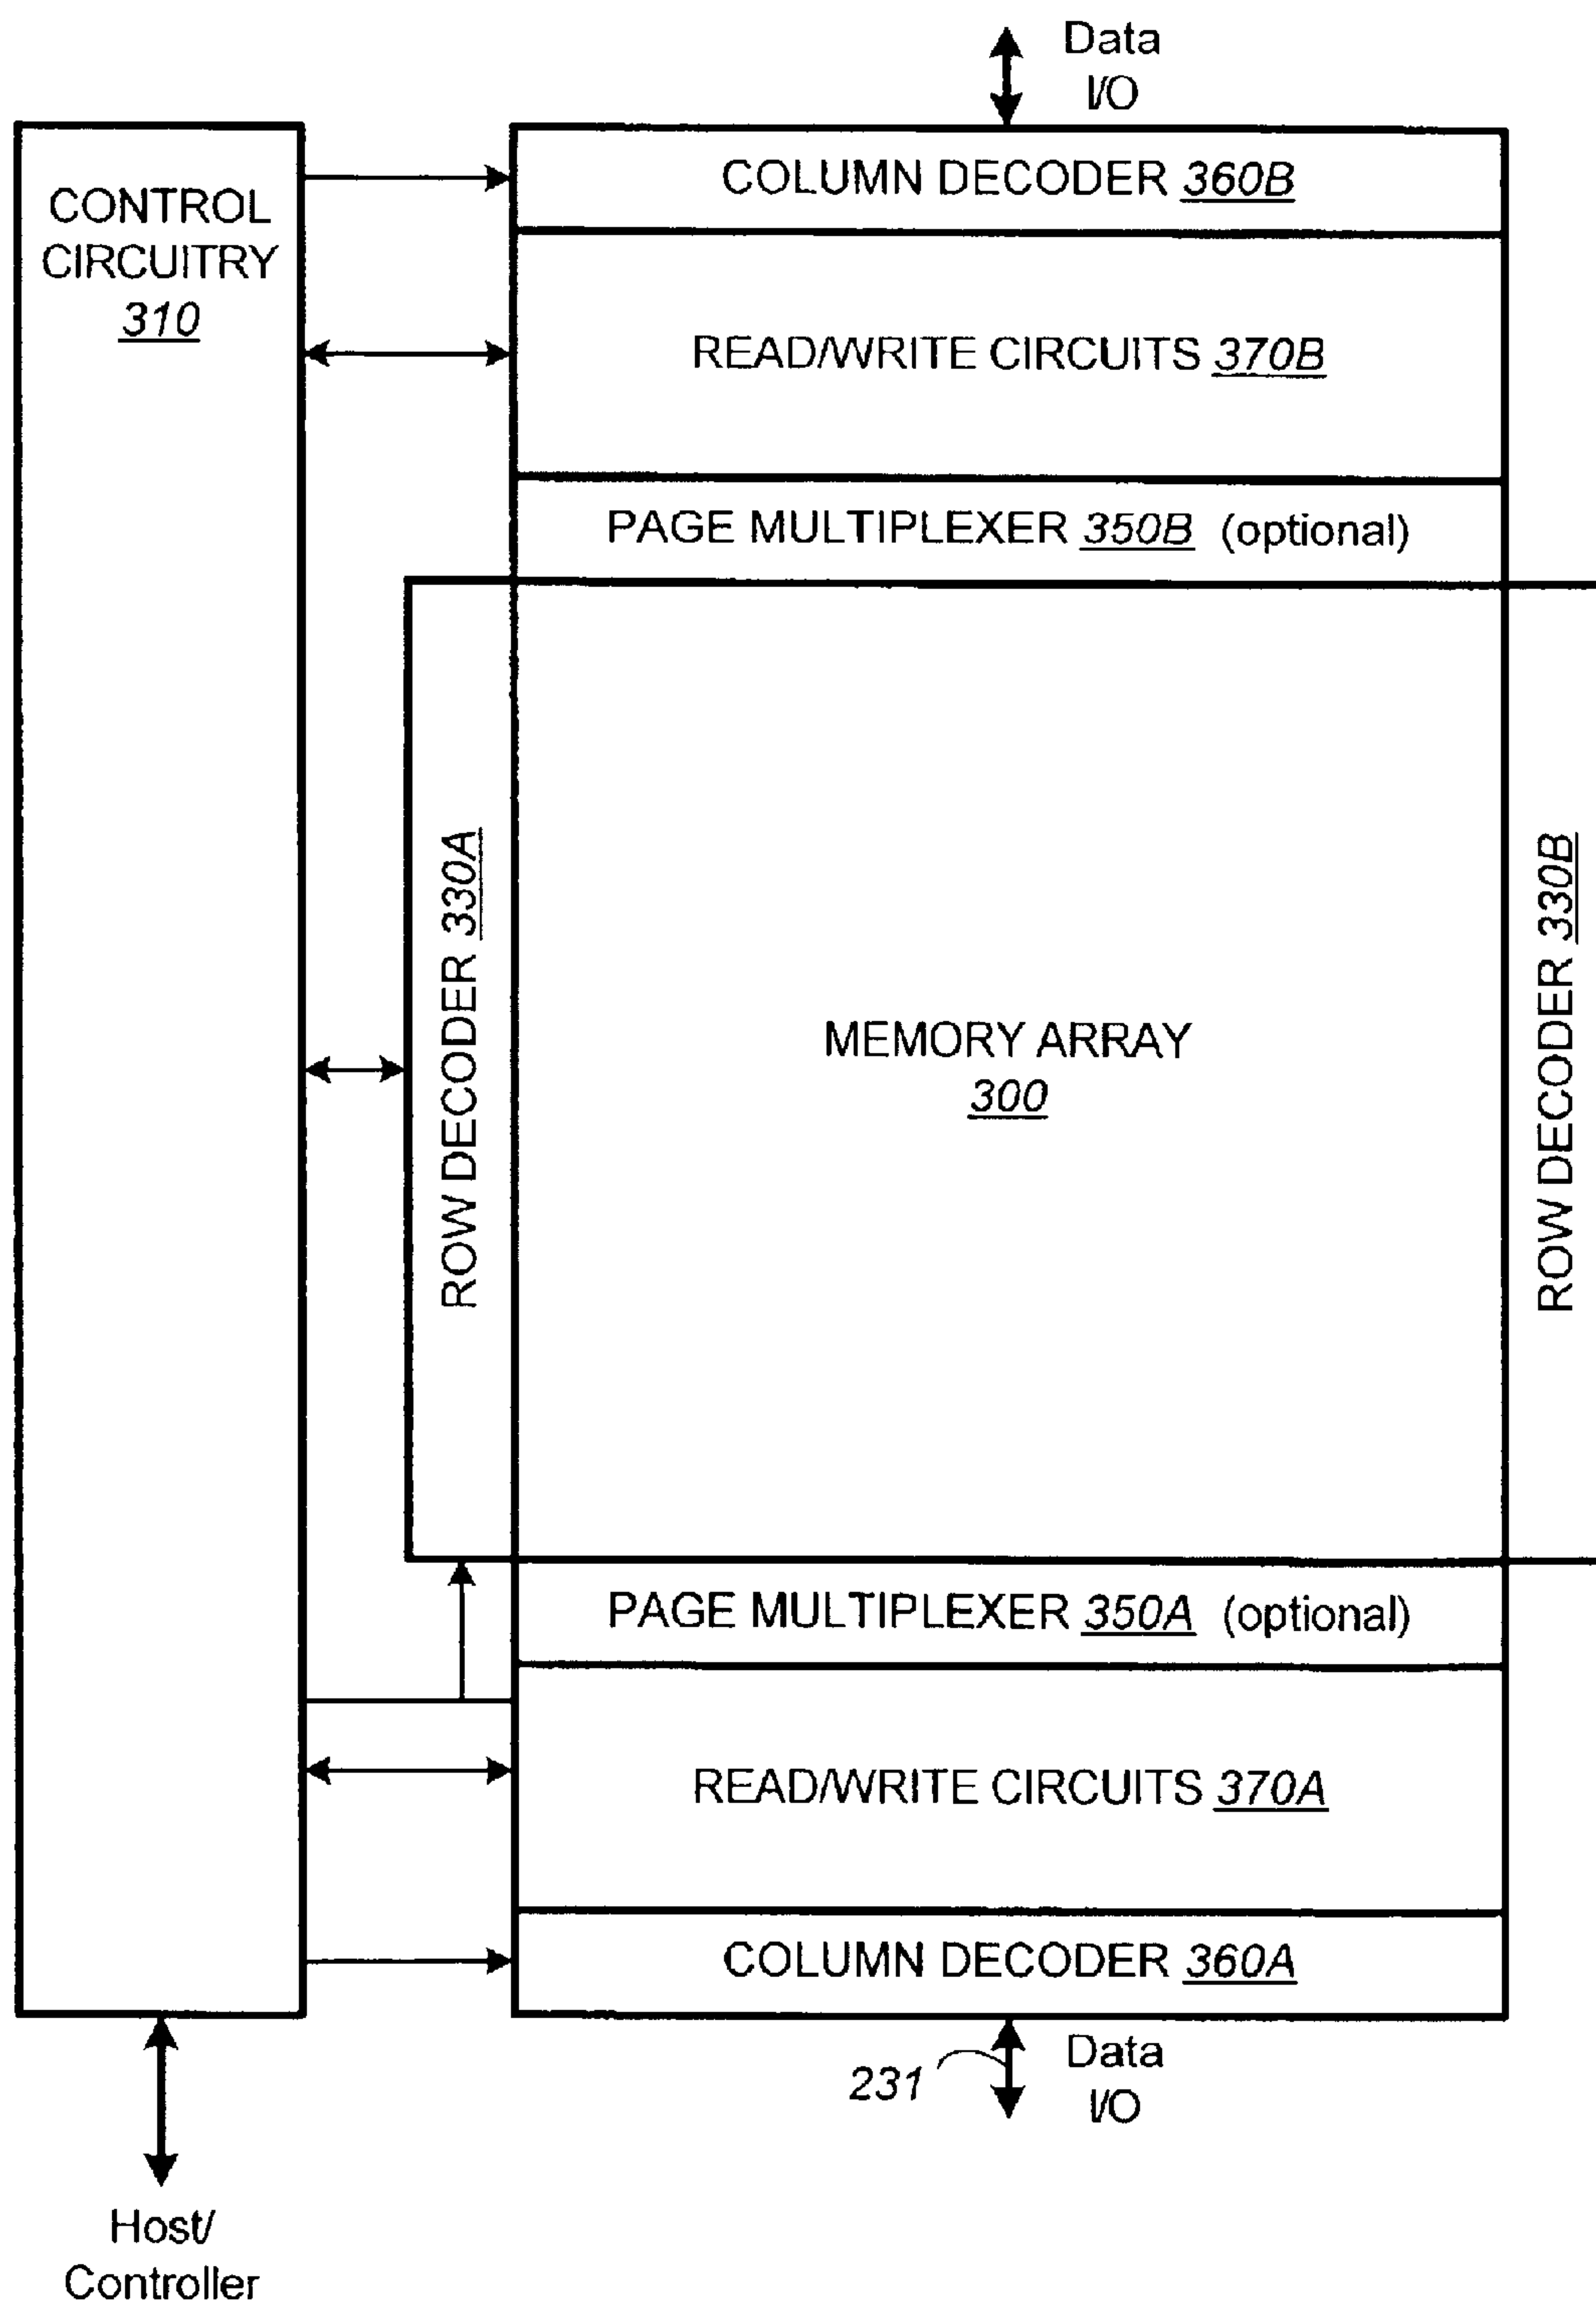 Data
I/O
CONTROL
CIRCUITRY
310
COLUMN DECODER 360B
READ/WRITE CIRCUITS 370B
PAGE MULTIPLEXER 350B (optional)
ROW DECODER 330A
MEMORY ARRAY
300
ROW DECODER 330B
PAGE MULTIPLEXER 350A (optional)
READ/WRITE CIRCUITS 370A
COLUMN DECODER 360A
231
Data
I/O
Host/
Controller